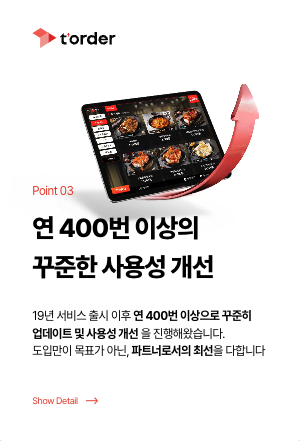 t'order
Point 03
연 400번 이상의
꾸준한 사용성 개선
19년 서비스 출시 이후 연 400번 이상으로 꾸준히
업데이트 및 사용성 개선 을 진행해왔습니다.
도입만이 목표가 아닌, 파트너로서의 최선을 다합니다
Show Detail →